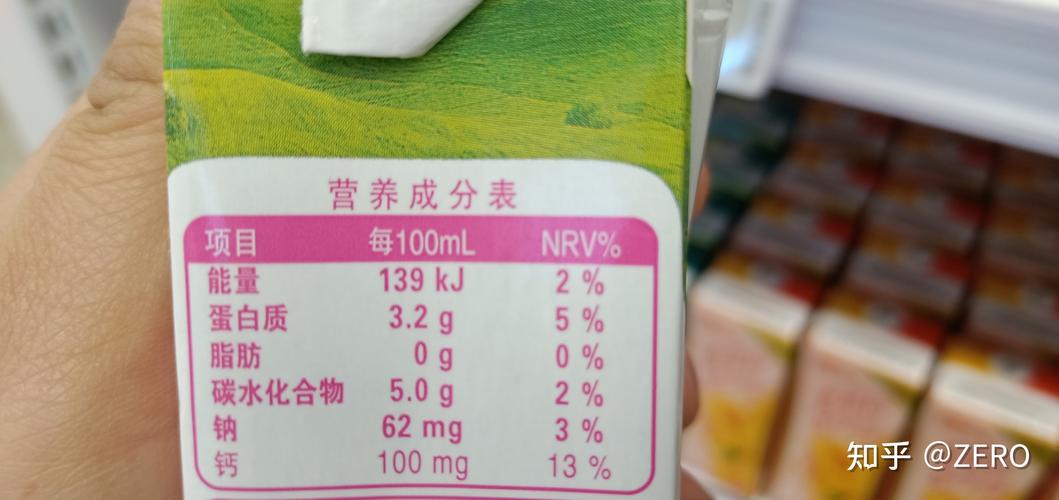 营养成分表
项目 每100mL NRV%
能量 139 kJ 2 %
蛋白质 3.2 g 5 %
脂肪 0 g 0 %
碳水化合物 5.0 g 2 %
钠 62 mg 3 %
钙 100 mg 13 %
知乎 @ZERO